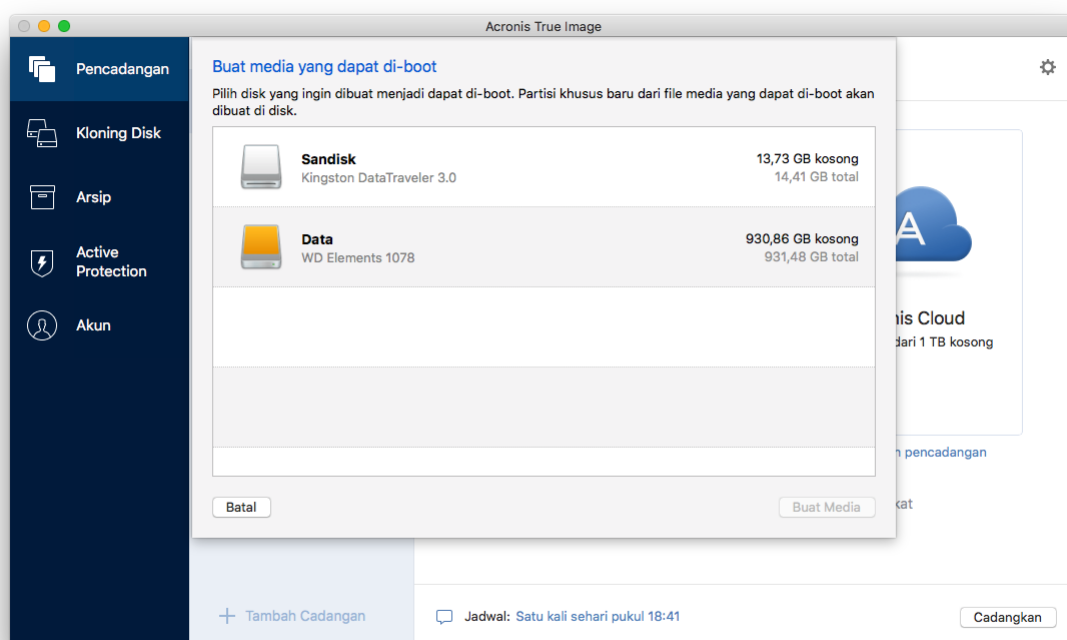 Acronis True Image
Pencadangan
Kloning Disk
Arsip
Active
Protection
Akun
Buat media yang dapat di-boot
Pilih disk yang ingin dibuat menjadi dapat di-boot. Partisi khusus baru dari file media yang dapat di-boot akan
dibuat di disk.
Sandisk
Kingston DataTraveler 3.0
13,73 GB kosong
14,41 GB total
Data
WD Elements 1078
930,86 GB kosong
931,48 GB total
Batal
Buat Media
A
nis Cloud
dari 1 TB kosong
n pencadangan
kat
Tambah Cadangan
Jadwal: Satu kali sehari pukul 18:41
Cadangkan